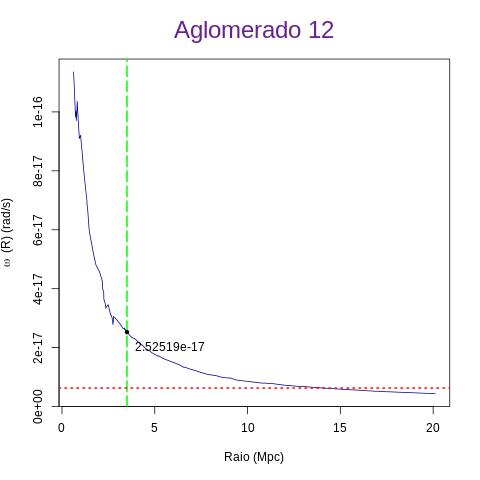 Aglomerado 12
ω (R) (rad/s)
1e-16
8e-17
6e-17
4e-17
2e-17
0e+00
2.52519e-17
0 5 10 15 20
Raio (Mpc)